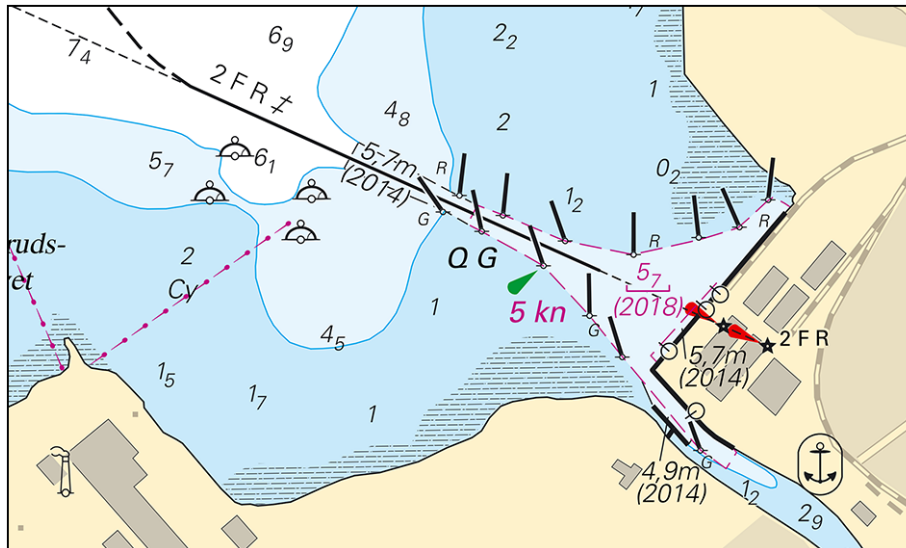 7₄
6₉
2₂
1
2 F R ‡
4₈
2
5₇
6₁
5,7m
(2014)
R
0₂
1₂
G
R
R
ruds-
et
2
Q G
Cy
5₇
(2018)
1
5 kn
G
4₅
2 F R
5,7m
(2014)
1₅
1₇
1
4,9m
(2014)
G
1₂
2₉